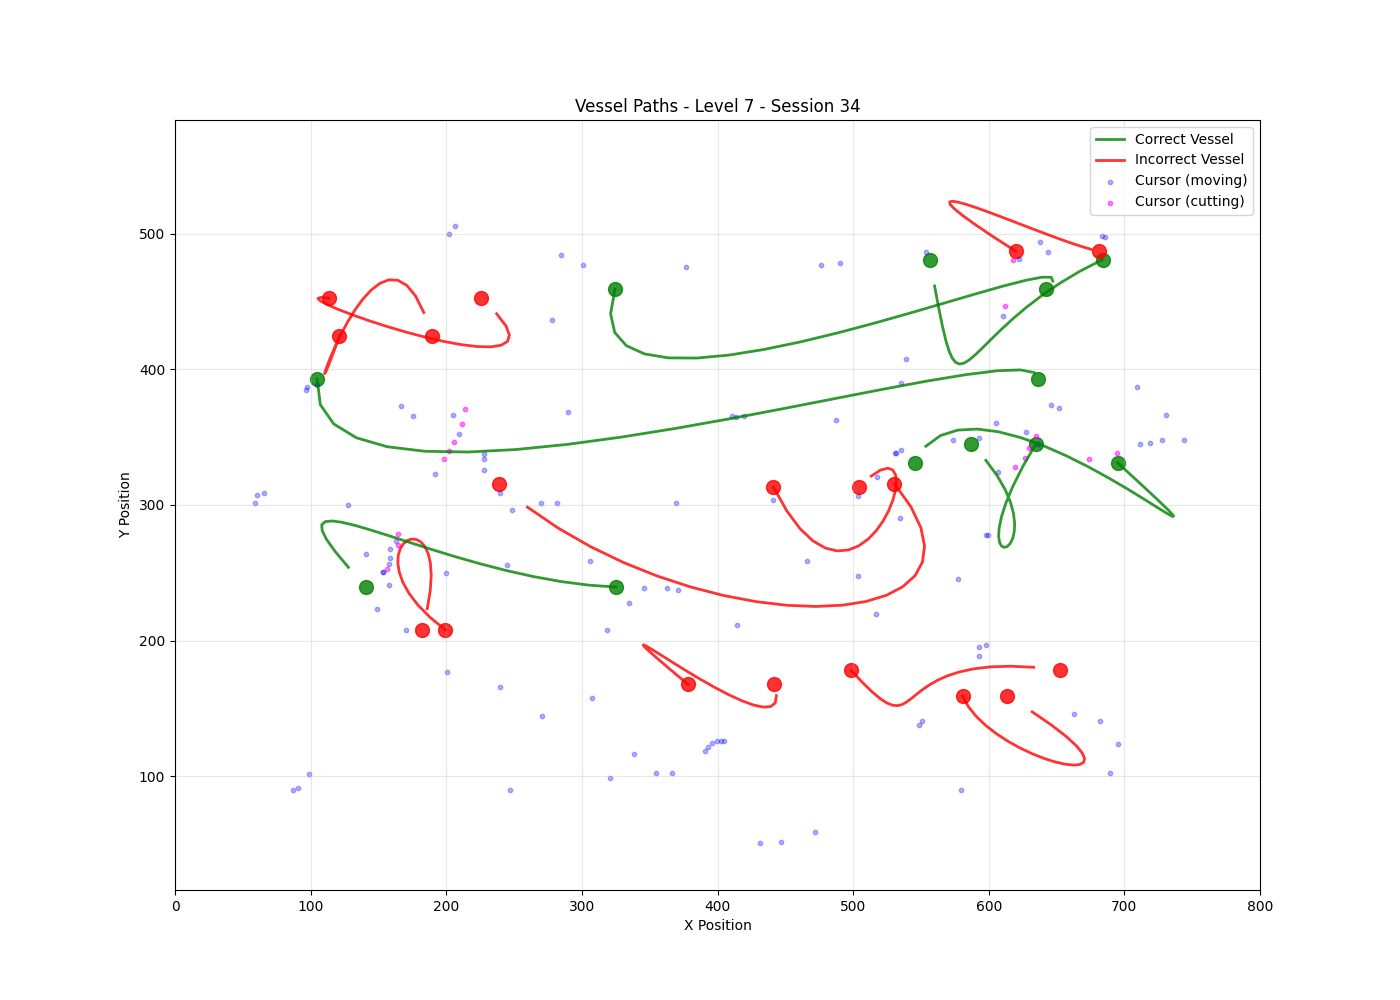 Vessel Paths - Level 7 - Session 34
Correct Vessel
Incorrect Vessel
Cursor (moving)
Cursor (cutting)
Y Position
500
400
300
200
100
0 100 200 300 400 500 600 700 800
X Position